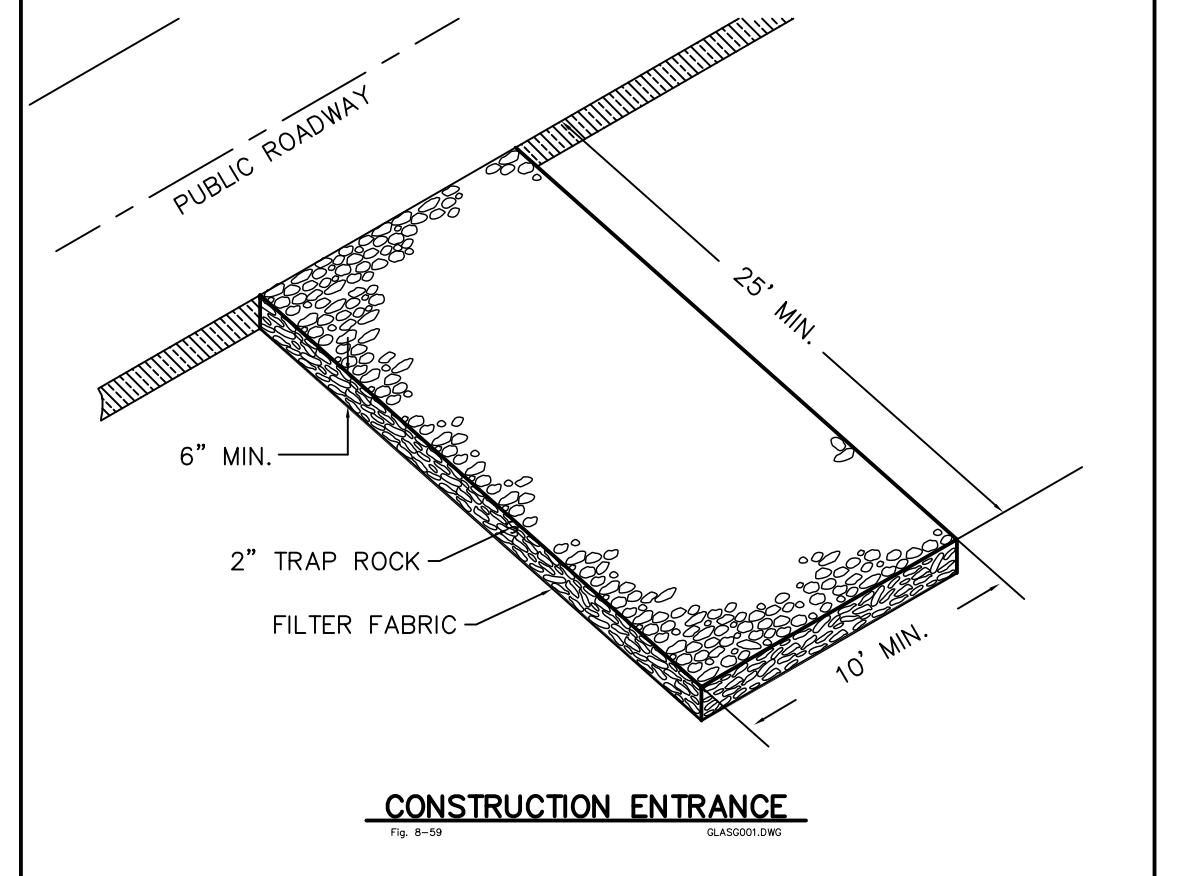 PUBLIC ROADWAY
25' MIN.
6" MIN.
2" TRAP ROCK
FILTER FABRIC
10' MIN.
CONSTRUCTION ENTRANCE
Fig. 8-59 GLASG001.DWG